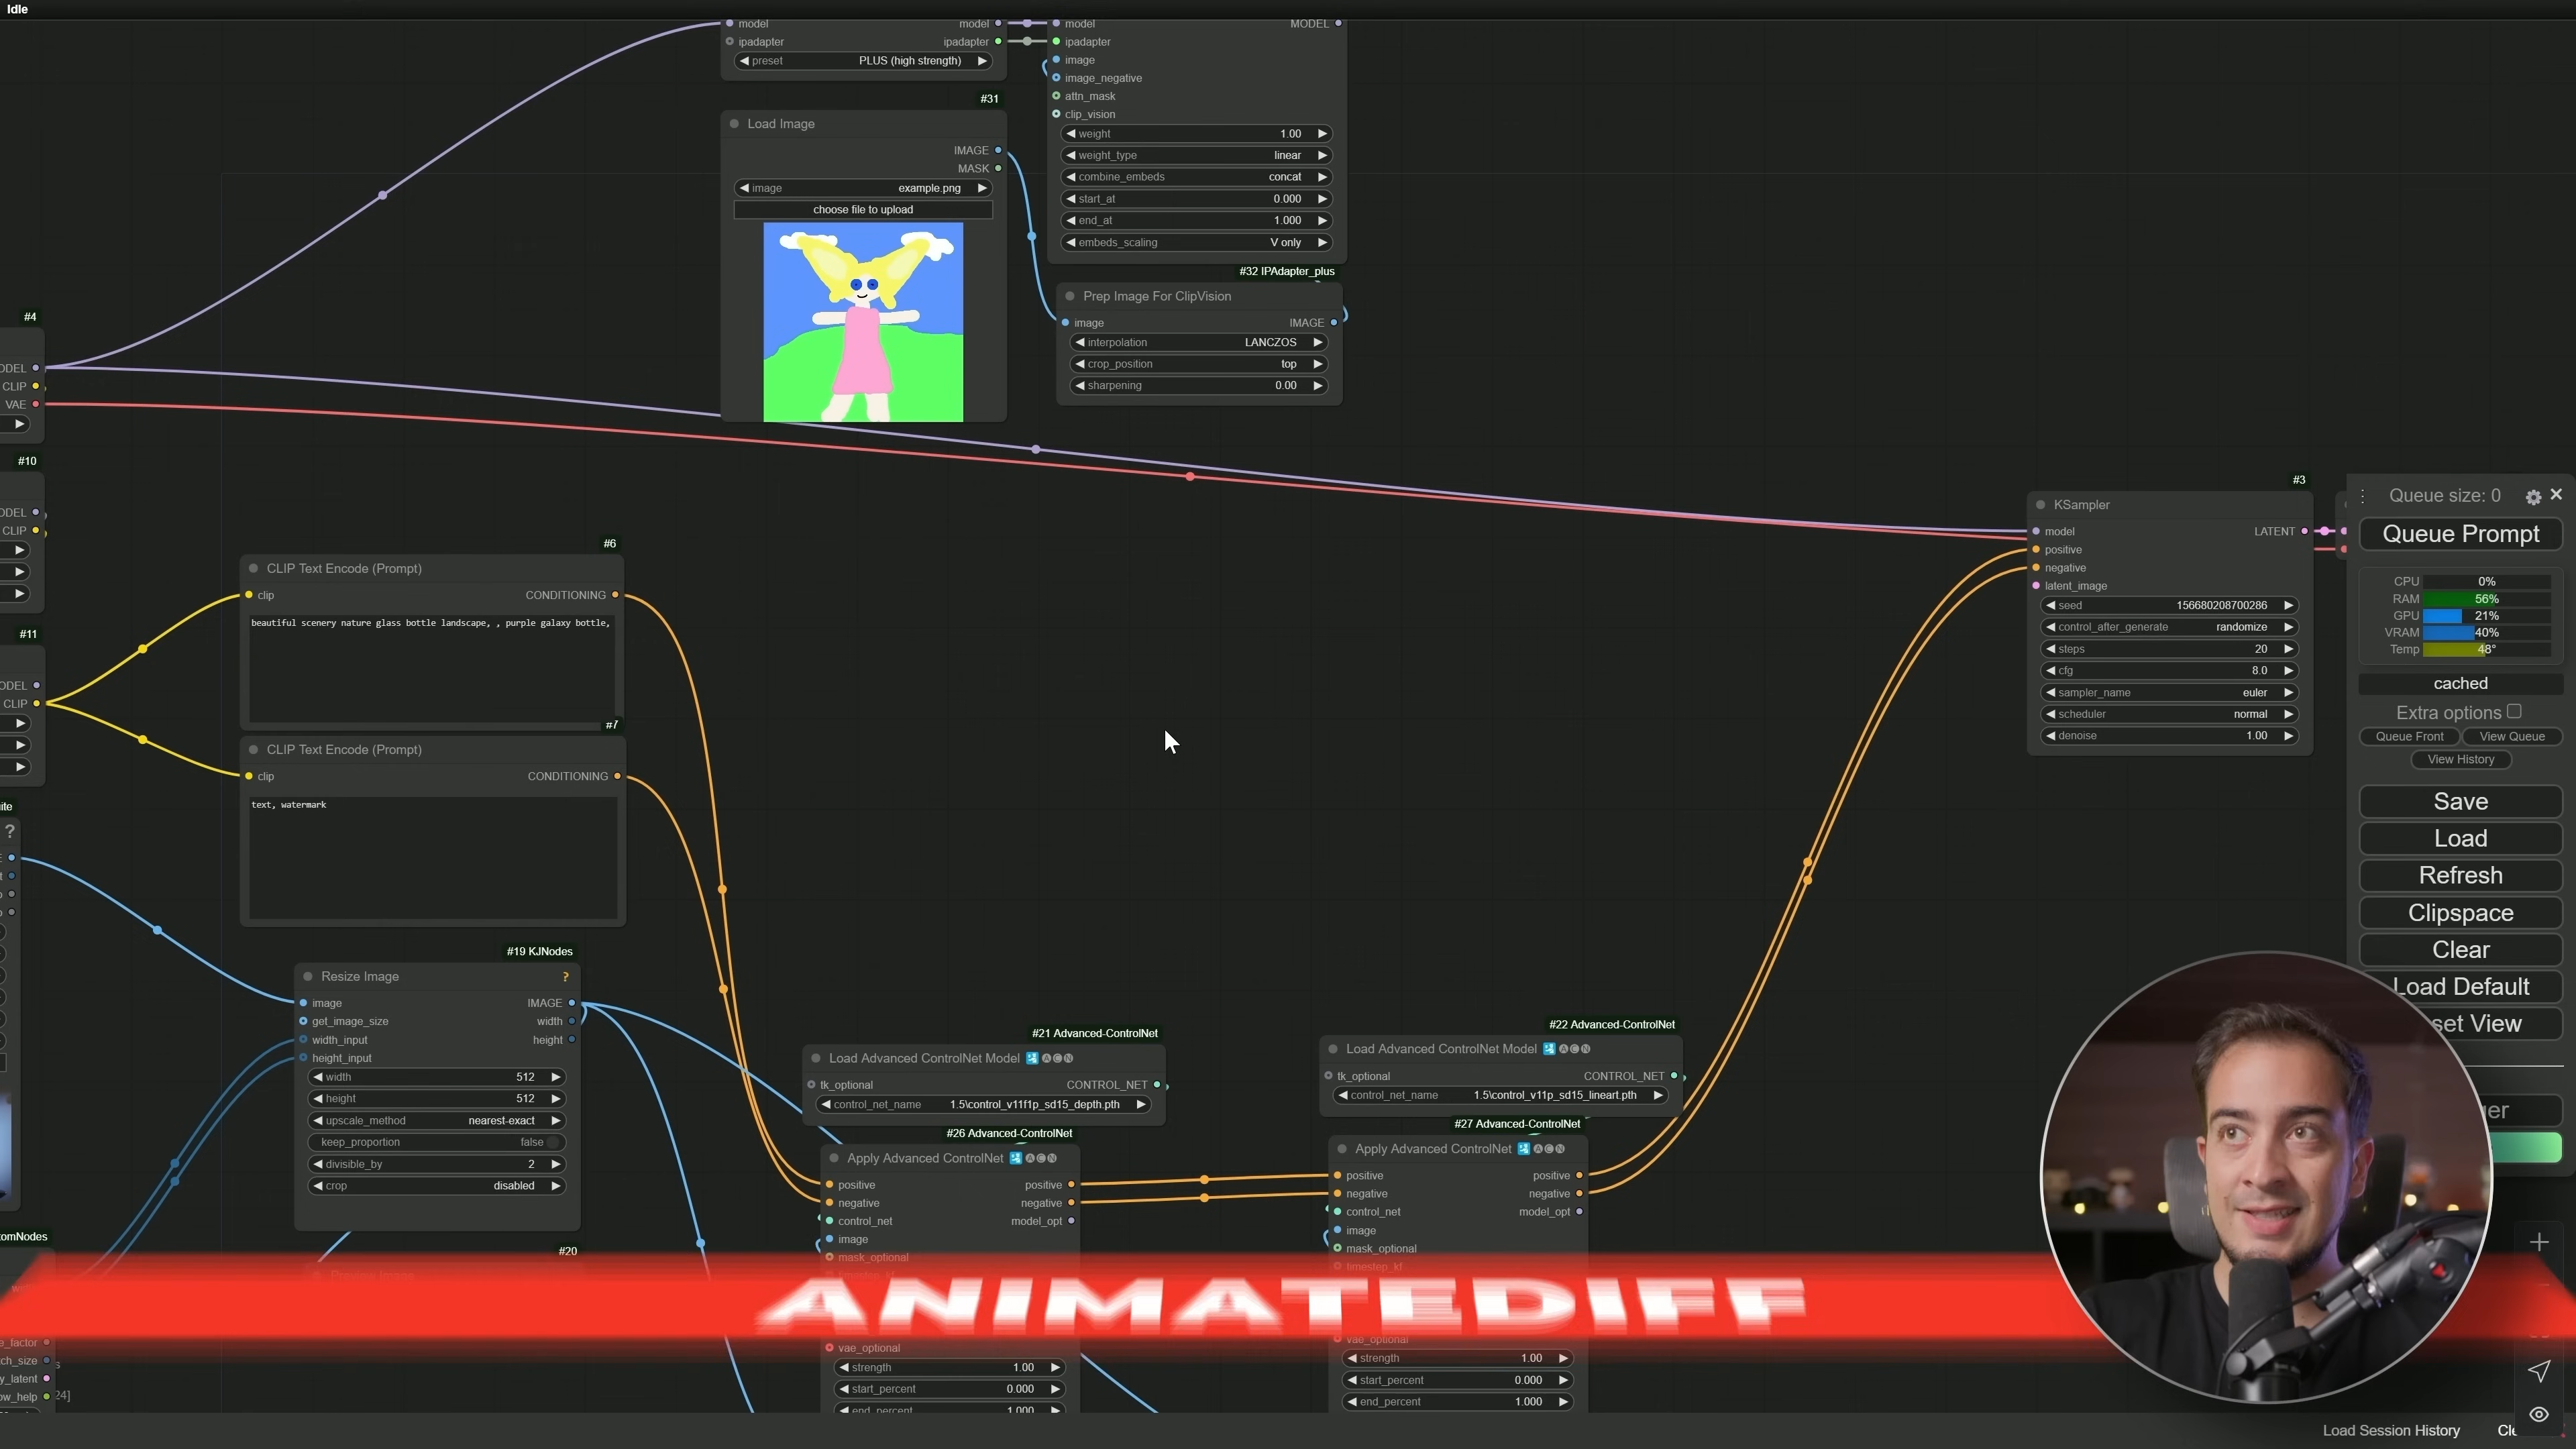 Idle
model
model
ipadapter
ipadapter
preset PLUS (high strength)
model MODEL
ipadapter
image
image_negative
attn_mask
clip_vision
weight 1.00
weight_type linear
combine_embeds concat
start_at 0.000
end_at 1.000
embeds_scaling V only
#31
Load Image
IMAGE
MASK
image example.png
choose file to upload
#32 IPAdapter_plus
Prep Image For ClipVision
image IMAGE
interpolation LANCZOS
crop_position top
sharpening 0.00
#4
CLIP
VAE
#10
CLIP
#11
CLIP
#6
CLIP Text Encode (Prompt)
clip CONDITIONING
beautiful scenery nature glass bottle landscape, , purple galaxy bottle,
#7
CLIP Text Encode (Prompt)
clip CONDITIONING
text, watermark
#19 KJNodes
Resize Image ?
image IMAGE
get_image_size width
width_input height
height_input
width 512
height 512
upscale_method nearest-exact
keep_proportion false
divisible_by 2
crop disabled
#20
#21 Advanced-ControlNet
Load Advanced ControlNet Model ACN
tk_optional CONTROL_NET
control_net_name 1.5\control_v11f1p_sd15_depth.pth
#26 Advanced-ControlNet
Apply Advanced ControlNet ACN
positive positive
negative negative
control_net model_opt
image
mask_optional
vae_optional
strength 1.00
start_percent 0.000
end_percent 1.000
#22 Advanced-ControlNet
Load Advanced ControlNet Model ACN
tk_optional CONTROL_NET
control_net_name 1.5\control_v11p_sd15_lineart.pth
#27 Advanced-ControlNet
Apply Advanced ControlNet ACN
positive positive
negative negative
control_net model_opt
image
mask_optional
vae_optional
strength 1.00
start_percent 0.000
end_percent 1.000
#3
KSampler
model LATENT
positive
negative
latent_image
seed 156680208700286
control_after_generate randomize
steps 20
cfg 8.0
sampler_name euler
scheduler normal
denoise 1.00
Queue size: 0
Queue Prompt
CPU 0%
RAM 56%
GPU 21%
VRAM 40%
Temp 48°
cached
Extra options
Queue Front View Queue
View History
Save
Load
Refresh
Clipspace
Clear
Load Default
set View
ANIMATEDIFF
Load Session History